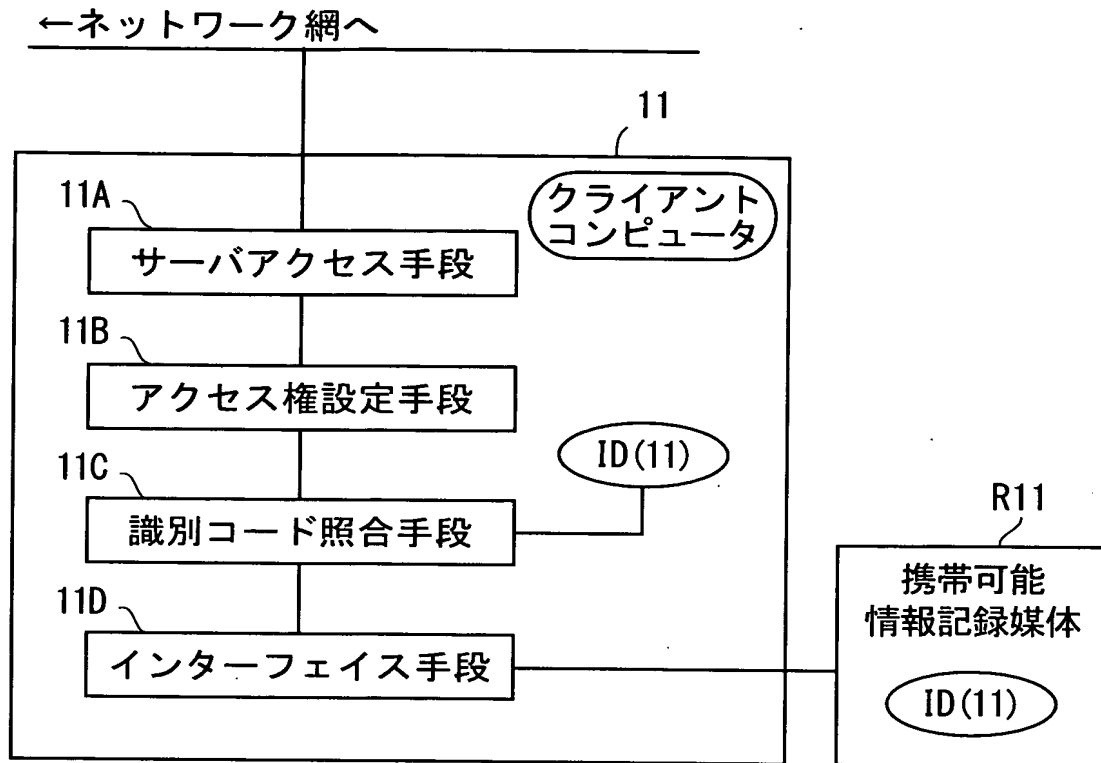 ←ネットワーク網へ
11
クライアント
コンピュータ
11A
サーバアクセス手段
11B
アクセス権設定手段
ID(11)
11C
識別コード照合手段
R11
携帯可能
情報記録媒体
11D
インターフェイス手段
ID(11)